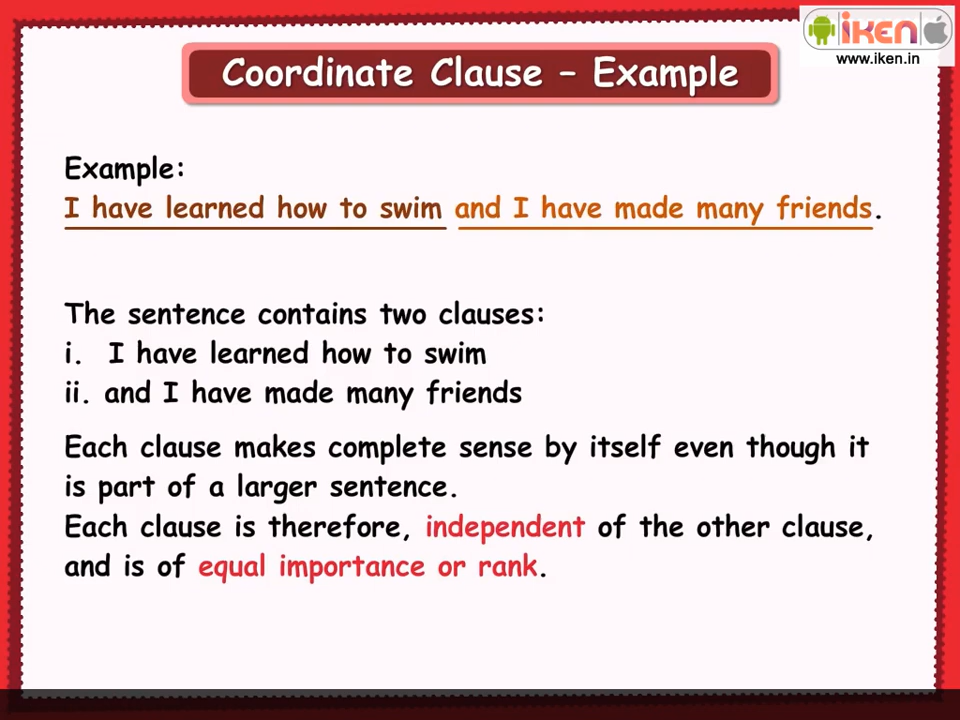 iken
www.iken.in
Coordinate Clause – Example
Example:
I have learned how to swim and I have made many friends.
The sentence contains two clauses:
i. I have learned how to swim
ii. and I have made many friends
Each clause makes complete sense by itself even though it
is part of a larger sentence.
Each clause is therefore, independent of the other clause,
and is of equal importance or rank.